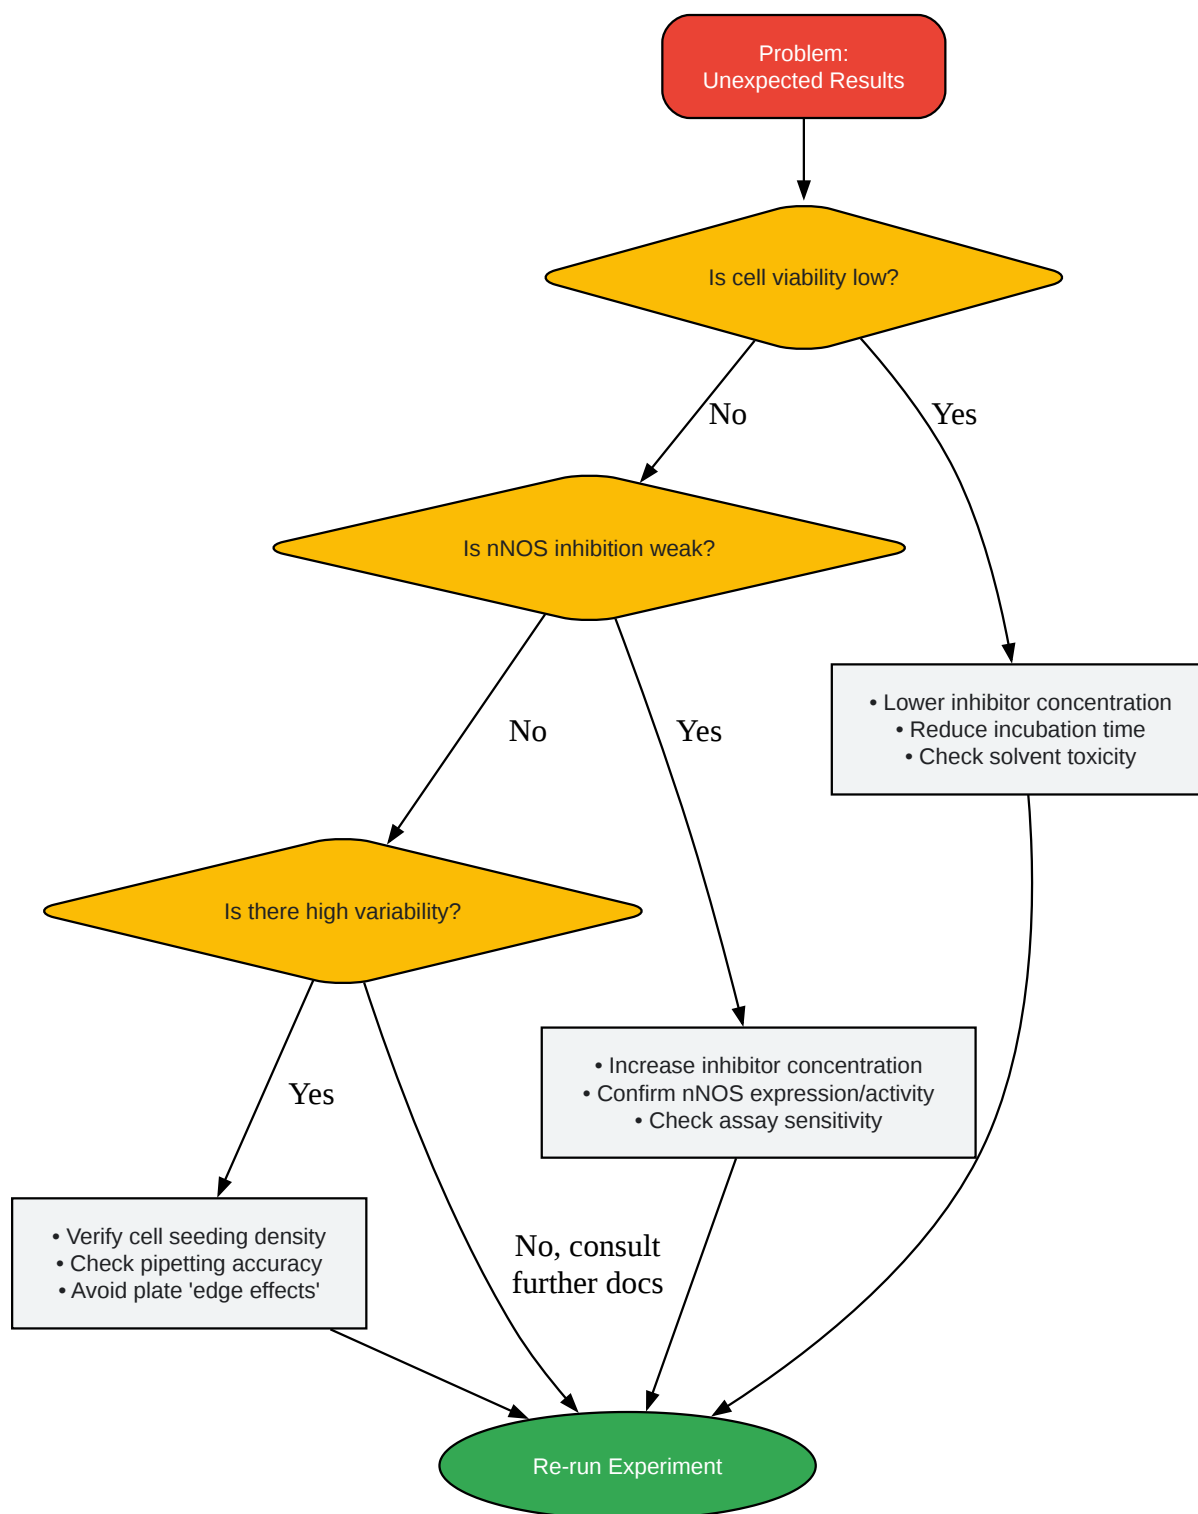 Problem:
Unexpected Results
Is cell viability low?
No
Yes
Is nNOS inhibition weak?
• Lower inhibitor concentration
• Reduce incubation time
• Check solvent toxicity
No
Yes
Is there high variability?
• Increase inhibitor concentration
• Confirm nNOS expression/activity
• Check assay sensitivity
Yes
• Verify cell seeding density
• Check pipetting accuracy
• Avoid plate 'edge effects'
No, consult
further docs
Re-run Experiment